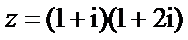 z = (1+i)(1+2i)